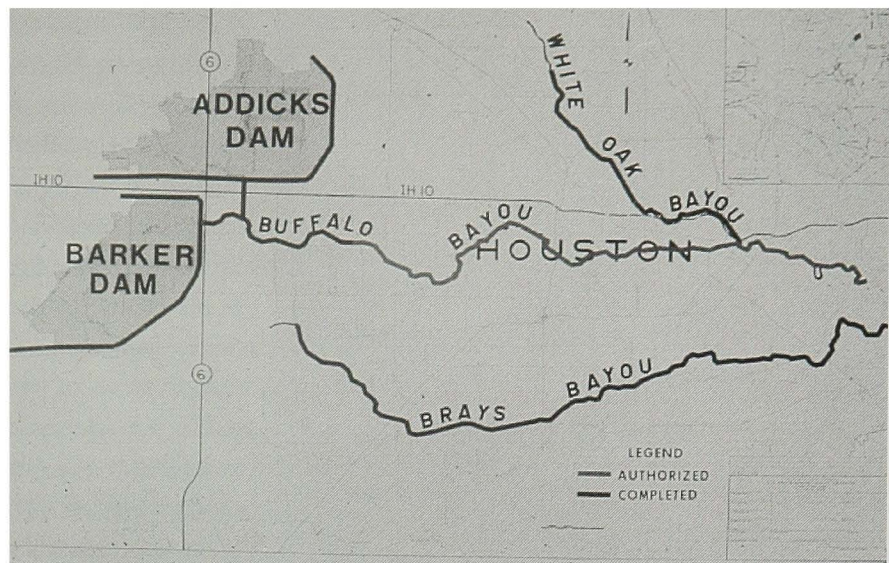 6
ADDICKS
DAM
WHITE
OAK
BAYOU
IH 10
IH 10
BUFFALO
BAYOU
HOUSTON
BARKER
DAM
6
BRAYS
BAYOU
LEGEND
AUTHORIZED
COMPLETED